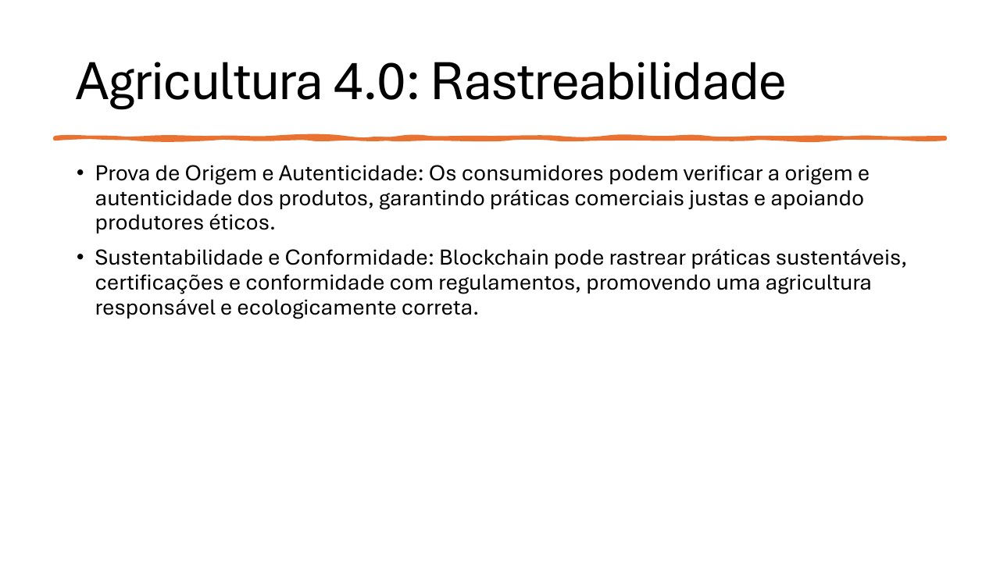 Agricultura 4.0: Rastreabilidade
• Prova de Origem e Autenticidade: Os consumidores podem verificar a origem e
autenticidade dos produtos, garantindo práticas comerciais justas e apoiando
produtores éticos.
• Sustentabilidade e Conformidade: Blockchain pode rastrear práticas sustentáveis,
certificações e conformidade com regulamentos, promovendo uma agricultura
responsável e ecologicamente correta.